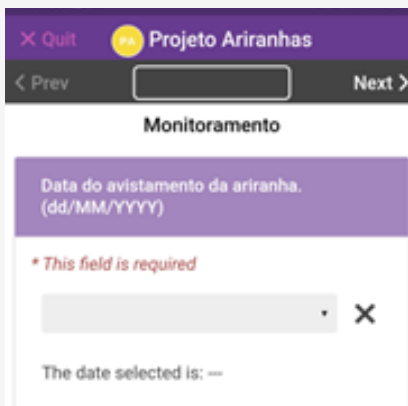 × Quit PA Projeto Ariranhas
< Prev Next >
Monitoramento
Data do avistamento da ariranha.
(dd/MM/YYYY)
* This field is required
The date selected is: ---